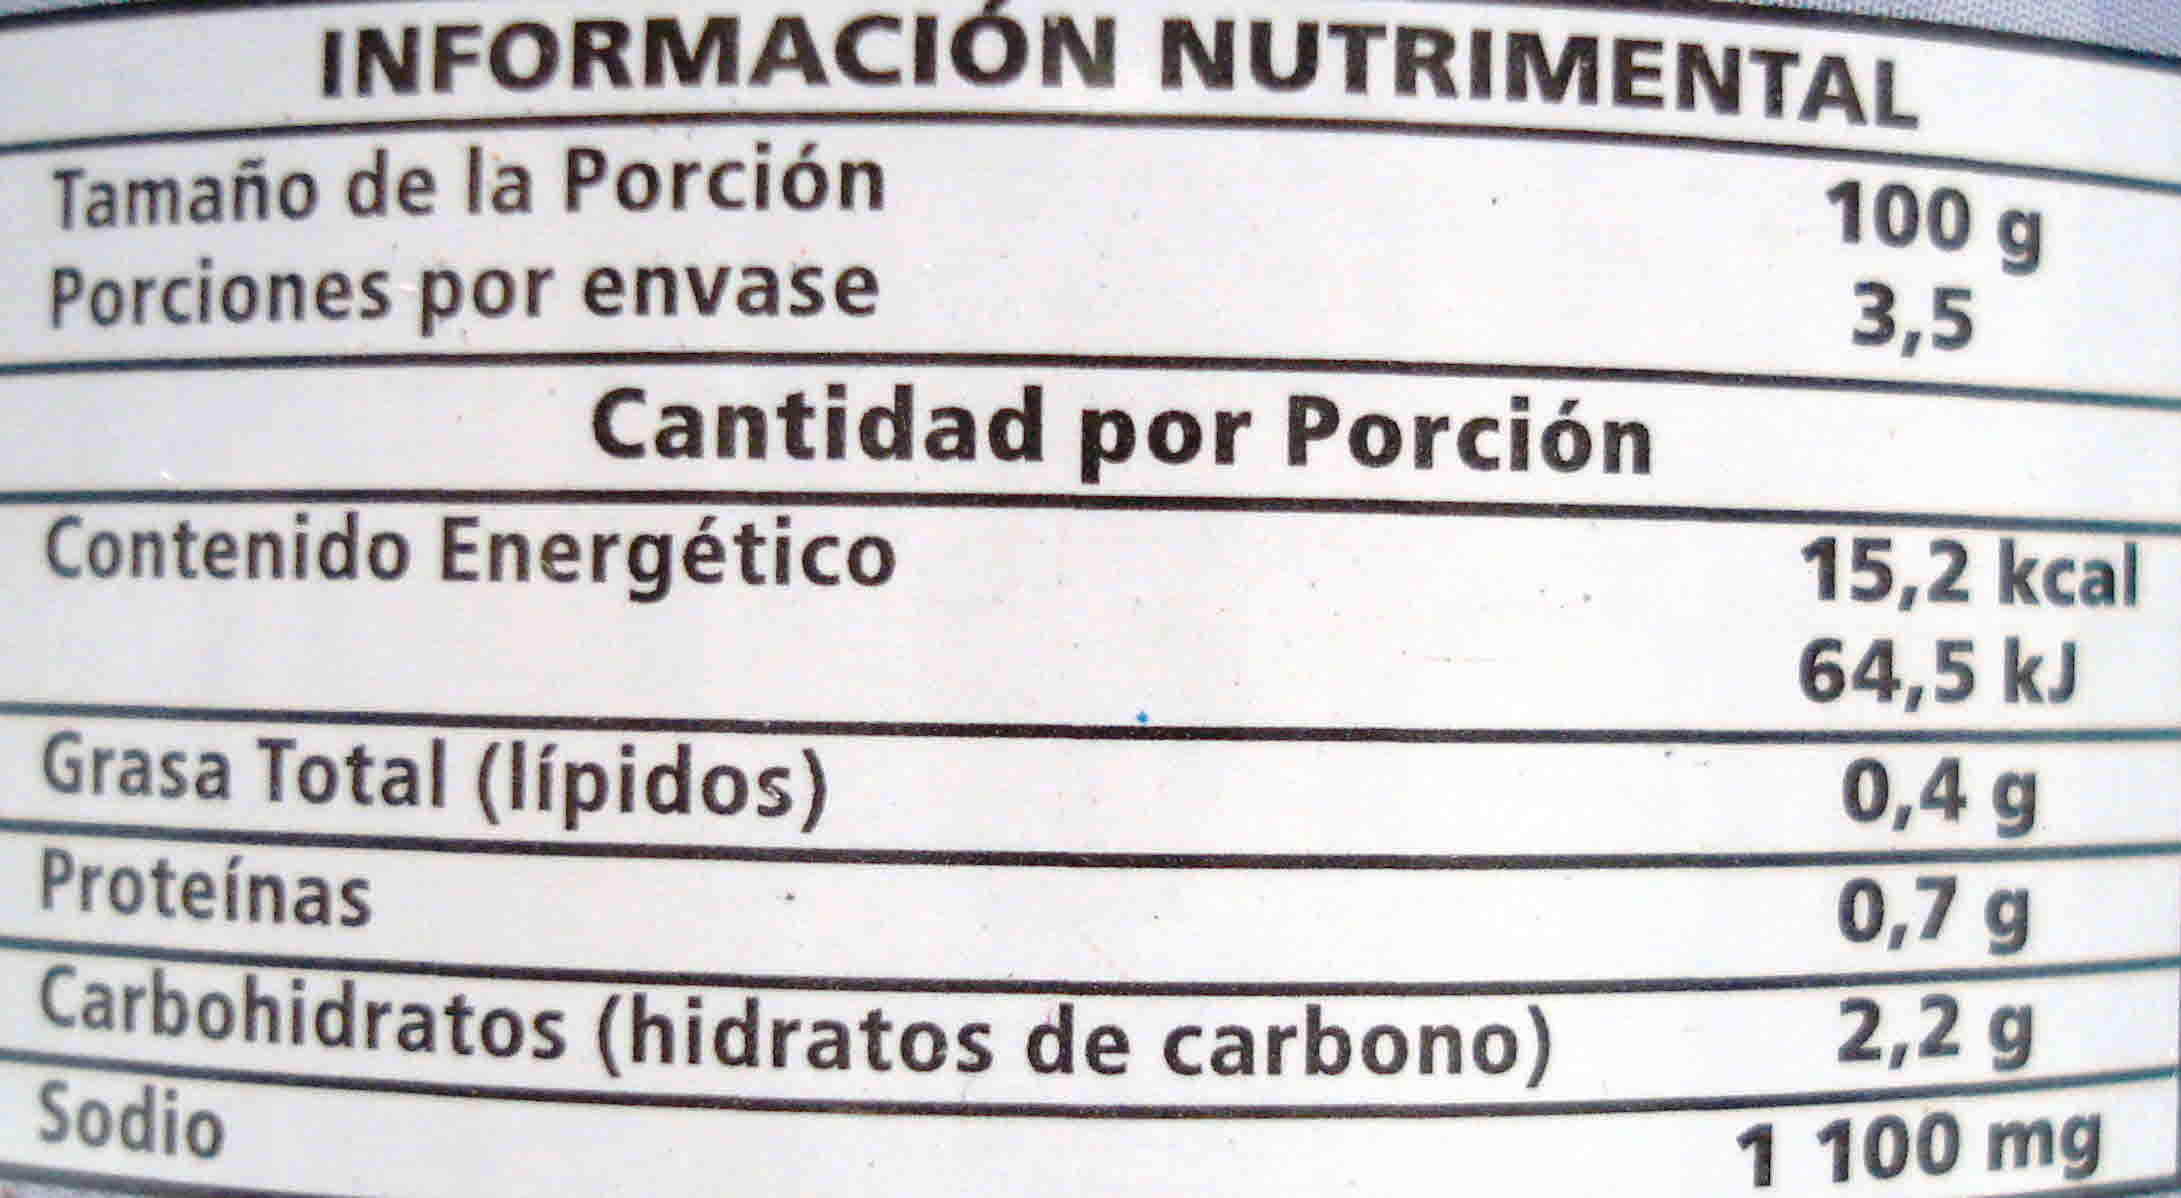 INFORMACIÓN NUTRIMENTAL
Tamaño de la Porción 100 g
Porciones por envase 3,5
Cantidad por Porción
Contenido Energético 15,2 kcal
64,5 kJ
Grasa Total (lípidos) 0,4 g
Proteínas 0,7 g
Carbohidratos (hidratos de carbono) 2,2 g
Sodio 1 100 mg